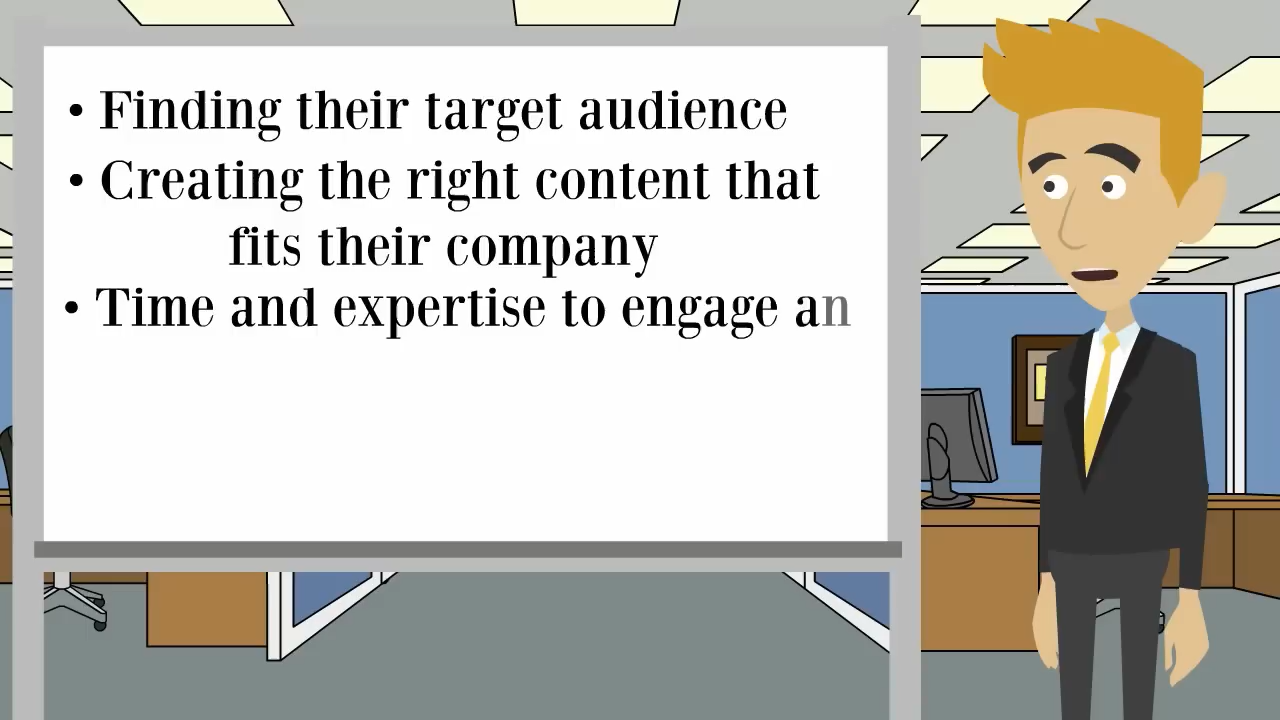 • Finding their target audience
• Creating the right content that
fits their company
• Time and expertise to engage an